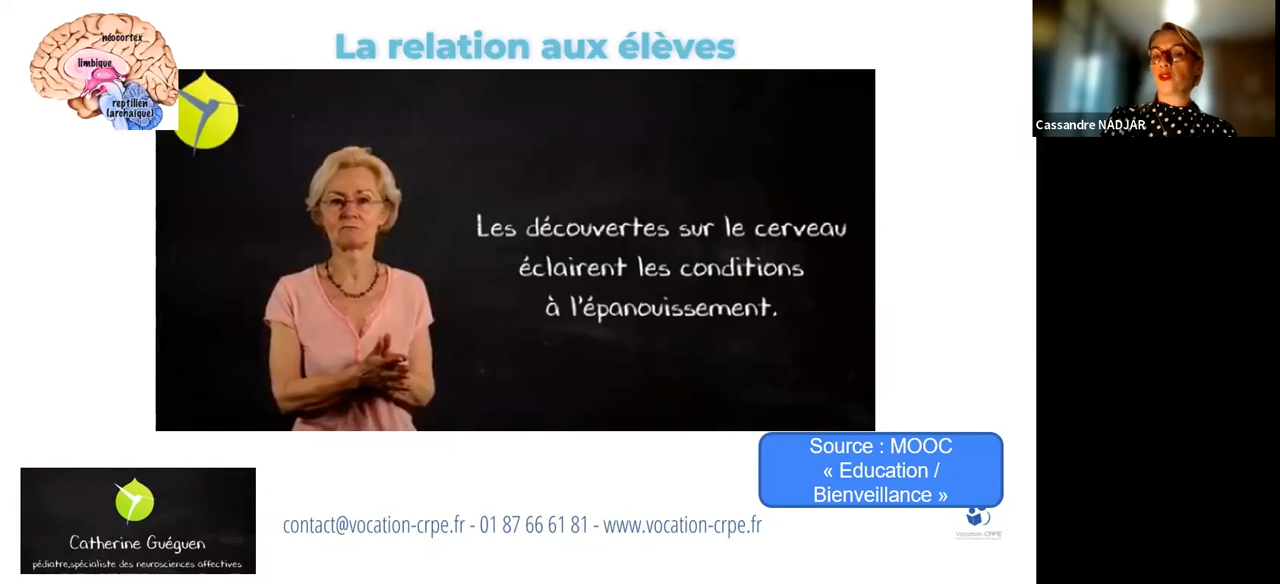 La relation aux élèves
néocortex
limbique
reptilien
(archaïque)
Les découvertes sur le cerveau
éclairent les conditions
à l'épanouissement.
Cassandre NADJAR
Source : MOOC
« Education /
Bienveillance »
Catherine Guéguen
pédiatre,spécialiste des neurosciences affectives
contact@vocation-crpe.fr - 01 87 66 61 81 - www.vocation-crpe.fr
Vocation CRPE